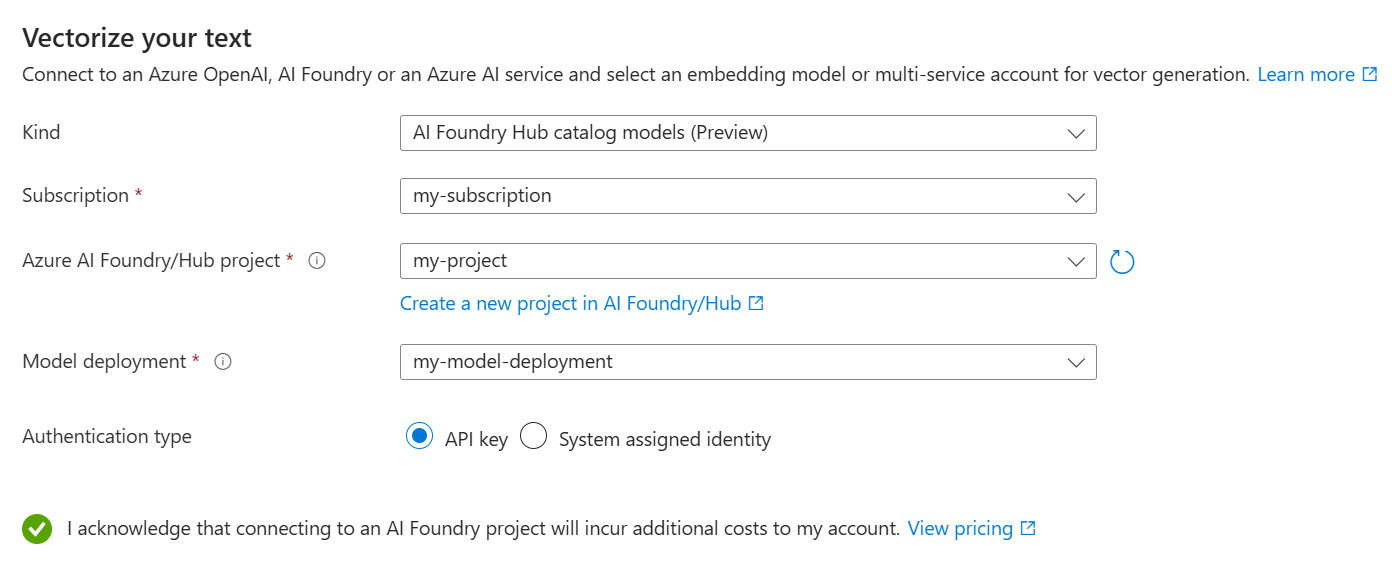 Vectorize your text
Connect to an Azure OpenAI, AI Foundry or an Azure AI service and select an embedding model or multi-service account for vector generation. Learn more
Kind
AI Foundry Hub catalog models (Preview)
Subscription *
my-subscription
Azure AI Foundry/Hub project *
my-project
Create a new project in AI Foundry/Hub
Model deployment *
my-model-deployment
Authentication type
API key
System assigned identity
I acknowledge that connecting to an AI Foundry project will incur additional costs to my account. View pricing